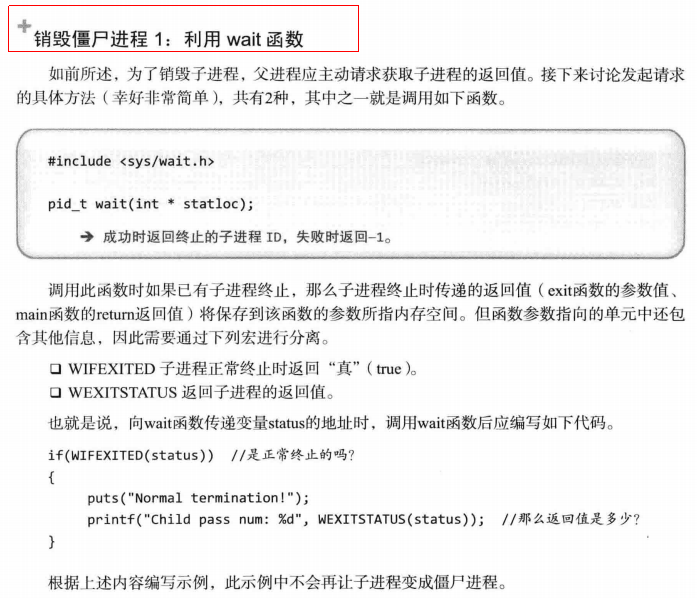 销毁僵尸进程 1：利用 wait 函数
如前所述，为了销毁子进程，父进程应主动请求获取子进程的返回值。接下来讨论发起请求
的具体方法（幸好非常简单），共有2种，其中之一就是调用如下函数。
#include <sys/wait.h>
pid_t wait(int * statloc);
➔ 成功时返回终止的子进程 ID，失败时返回–1。
调用此函数时如果已有子进程终止，那么子进程终止时传递的返回值（exit函数的参数值、
main函数的return返回值）将保存到该函数的参数所指内存空间。但函数参数指向的单元中还包
含其他信息，因此需要通过下列宏进行分离。
❑ WIFEXITED 子进程正常终止时返回“真”（true）。
❑ WEXITSTATUS 返回子进程的返回值。
也就是说，向wait函数传递变量status的地址时，调用wait函数后应编写如下代码。
if(WIFEXITED(status)) //是正常终止的吗?
{
puts("Normal termination!");
printf("Child pass num: %d", WEXITSTATUS(status)); //那么返回值是多少?
}
根据上述内容编写示例，此示例中不会再让子进程变成僵尸进程。